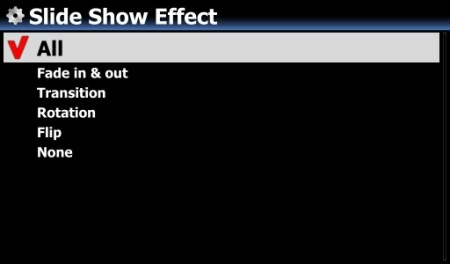 Slide Show Effect
All
Fade in & out
Transition
Rotation
Flip
None